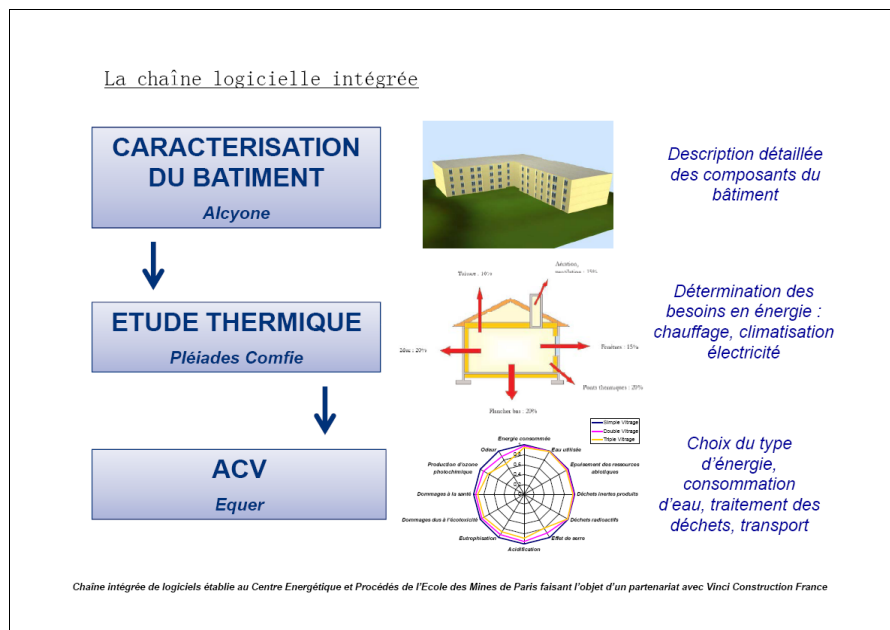 La chaîne logicielle intégrée
CARACTERISATION
DU BATIMENT
Alcyone
Description détaillée
des composants du
bâtiment
ETUDE THERMIQUE
Pléiades Comfie
Toiture : 10%
Aération,
ventilation : 15%
Murs : 20%
Fenêtres : 15%
Ponts thermiques : 20%
Plancher bas : 20%
Détermination des
besoins en énergie :
chauffage, climatisation
électricité
ACV
Equer
Simple Vitrage
Double Vitrage
Triple Vitrage
Energie consommée
Eau utilisée
Epuisement des ressources
abiotiques
Déchets inertes produits
Déchets radioactifs
Effet de serre
Acidification
Eutrophisation
Dommages dus à l'écotoxicité
Dommages à la santé
Production d'ozone
photochimique
Odeur
Choix du type
d'énergie,
consommation
d'eau, traitement des
déchets, transport
Chaîne intégrée de logiciels établie au Centre Energétique et Procédés de l'Ecole des Mines de Paris faisant l'objet d'un partenariat avec Vinci Construction France